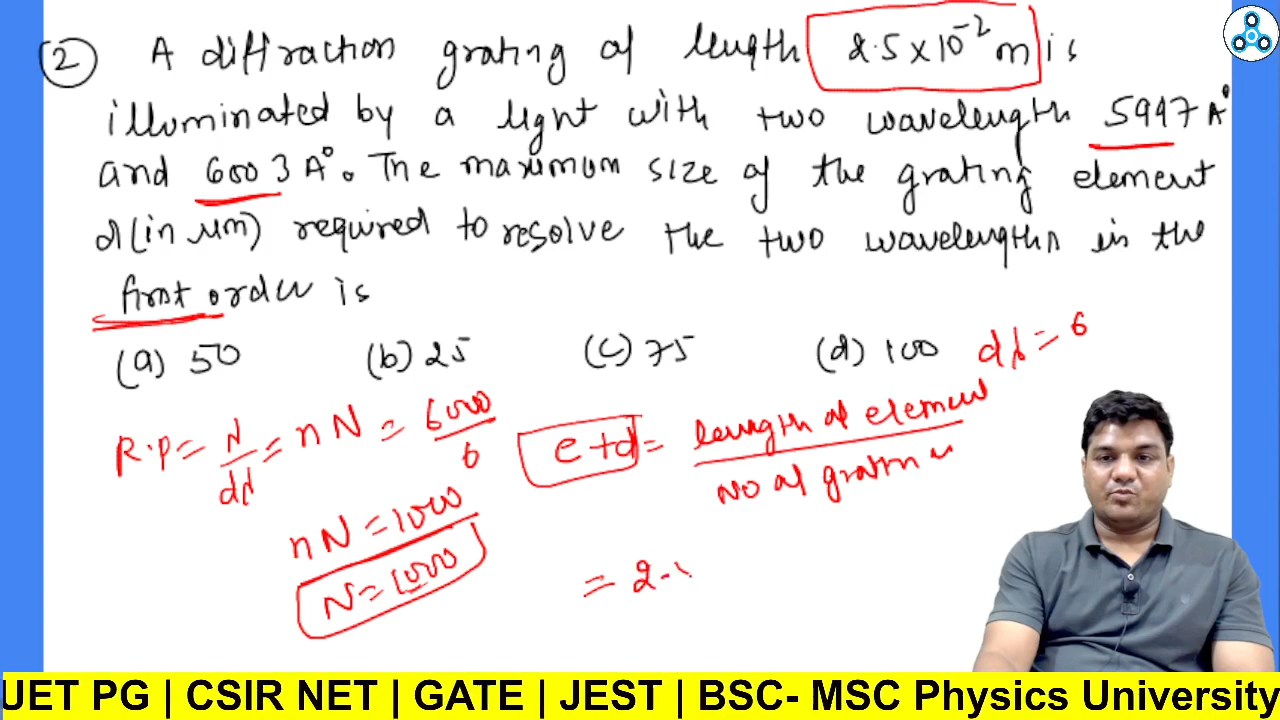 (2) A diffraction grating of length 2.5 x 10⁻² m is
illuminated by a light with two wavelength 5997 A°
and 6003 A°. The maximum size of the grating element
d (in μm) required to resolve the two wavelengths in the
first order is
(a) 50 (b) 25 (c) 75 (d) 100 dλ = 6
R.P = λ/dλ = nN = 6000/6
e+d = length of element / No of grating
nN = 1000
N = 1000
= 2.
UET PG | CSIR NET | GATE | JEST | BSC- MSC Physics University